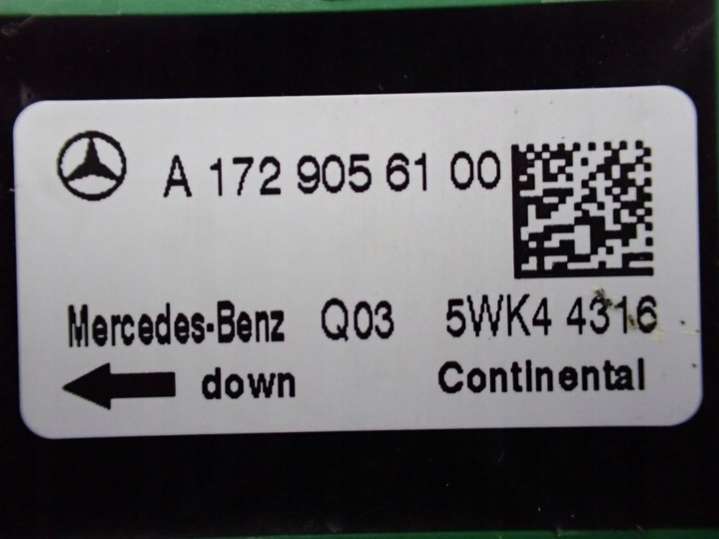 A 172 905 61 00
Mercedes-Benz Q03 5WK4 4316
down Continental